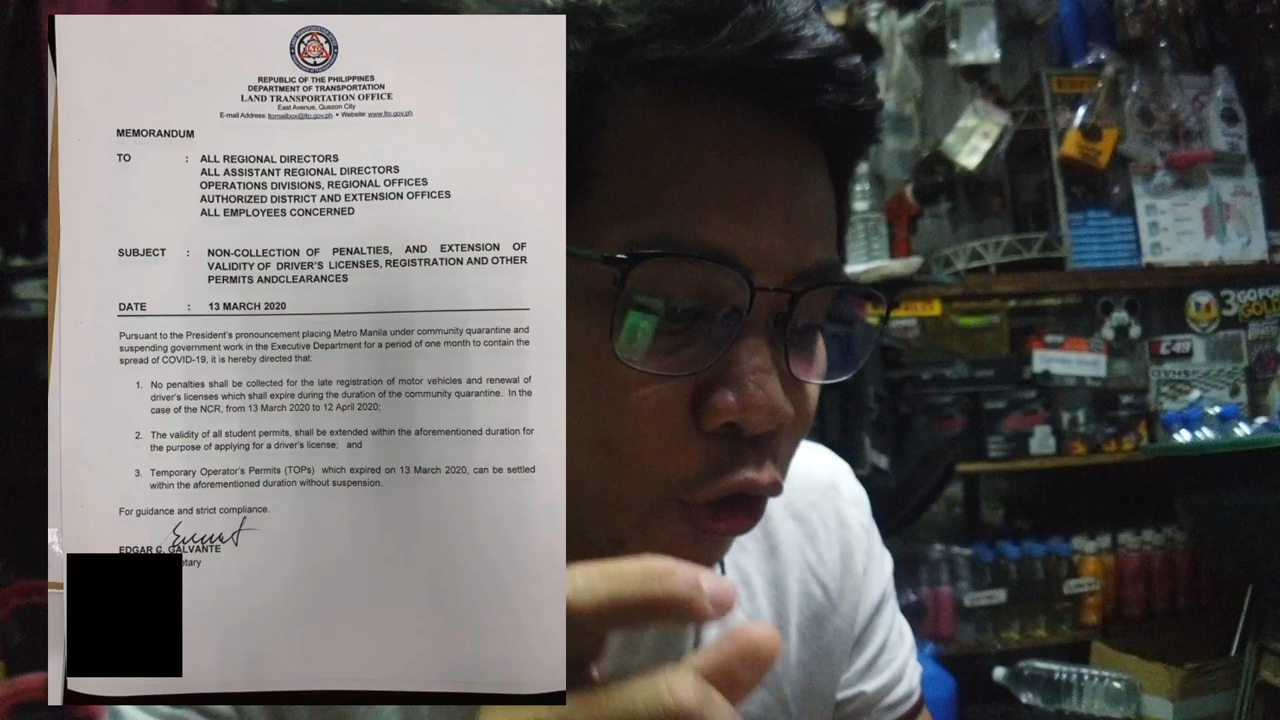 LTO
REPUBLIC OF THE PHILIPPINES
DEPARTMENT OF TRANSPORTATION
LAND TRANSPORTATION OFFICE
East Avenue, Quezon City
E-mail Address: ltomailbox@lto.gov.ph • Website: www.lto.gov.ph
MEMORANDUM
TO : ALL REGIONAL DIRECTORS
ALL ASSISTANT REGIONAL DIRECTORS
OPERATIONS DIVISIONS, REGIONAL OFFICES
AUTHORIZED DISTRICT AND EXTENSION OFFICES
ALL EMPLOYEES CONCERNED
SUBJECT : NON-COLLECTION OF PENALTIES, AND EXTENSION OF
VALIDITY OF DRIVER'S LICENSES, REGISTRATION AND OTHER
PERMITS ANDCLEARANCES
DATE : 13 MARCH 2020
Pursuant to the President's pronouncement placing Metro Manila under community quarantine and
suspending government work in the Executive Department for a period of one month to contain the
spread of COVID-19, it is hereby directed that:
1. No penalties shall be collected for the late registration of motor vehicles and renewal of
driver's licenses which shall expire during the duration of the community quarantine. In the
case of the NCR, from 13 March 2020 to 12 April 2020;
2. The validity of all student permits, shall be extended within the aforementioned duration for
the purpose of applying for a driver's license; and
3. Temporary Operator's Permits (TOPs) which expired on 13 March 2020, can be settled
within the aforementioned duration without suspension.
For guidance and strict compliance.
EDGAR C. GALVANTE
etary
3 GO FOR
GOLD